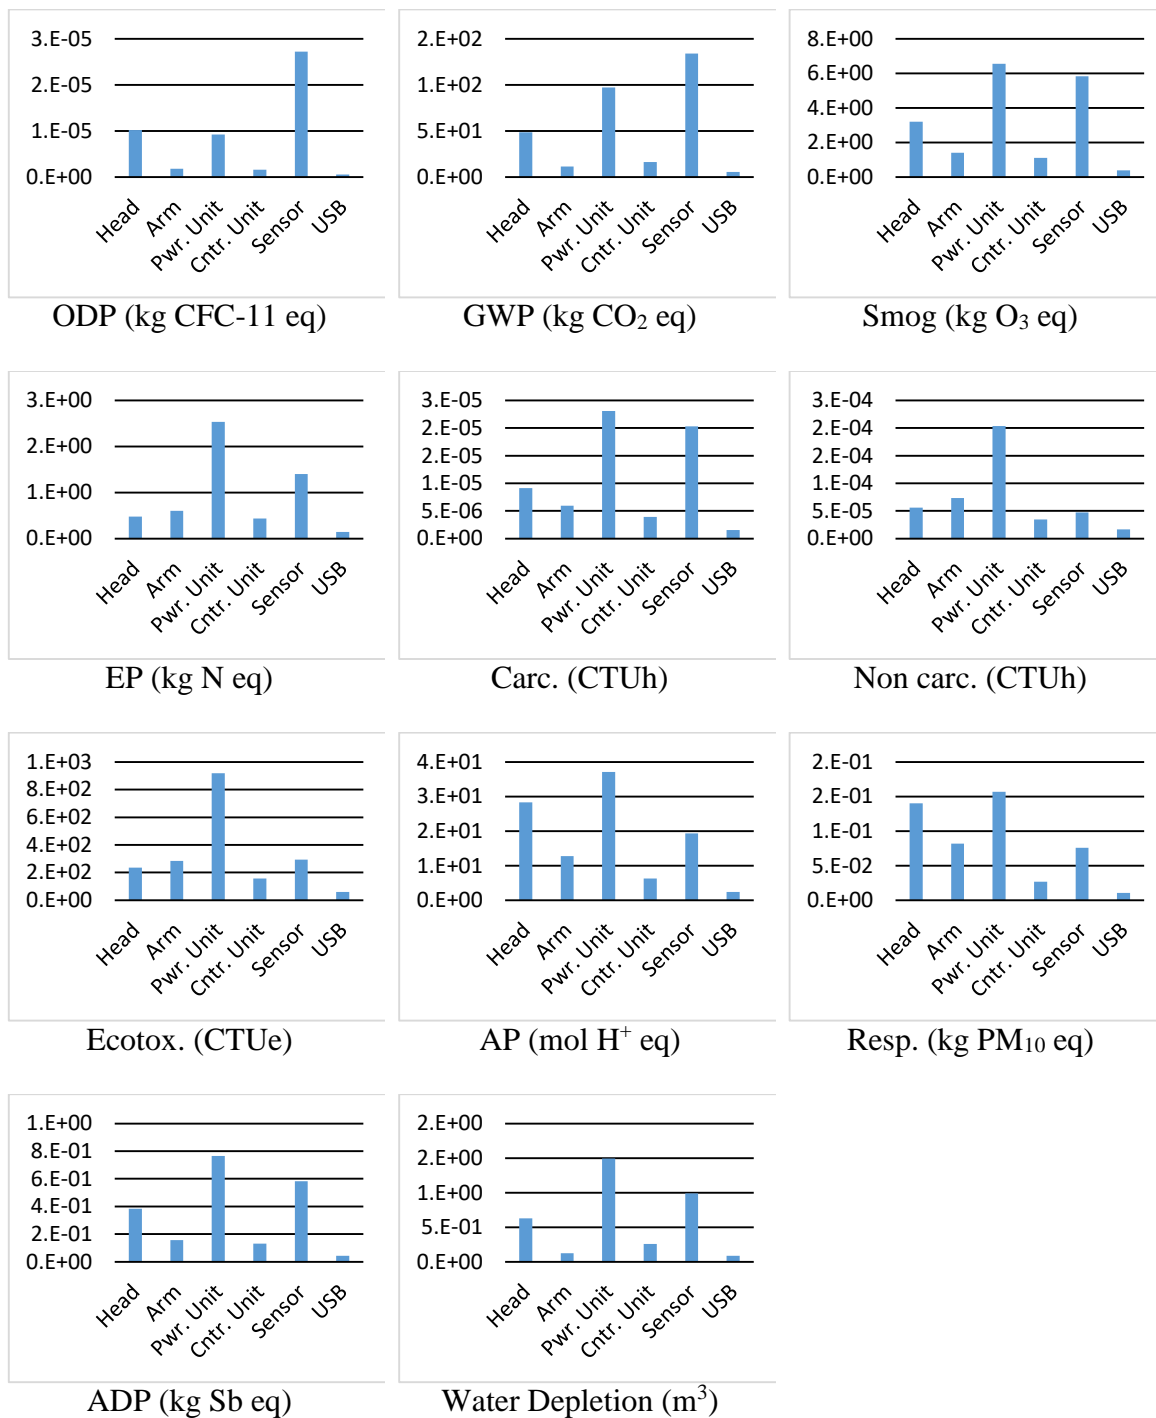 3.E-05
2.E-05
1.E-05
0.E+00
Head
Arm
Pwr. Unit
Cntr. Unit
Sensor
USB
ODP (kg CFC-11 eq)
2.E+02
1.E+02
5.E+01
0.E+00
Head
Arm
Pwr. Unit
Cntr. Unit
Sensor
USB
GWP (kg CO₂ eq)
8.E+00
6.E+00
4.E+00
2.E+00
0.E+00
Head
Arm
Pwr. Unit
Cntr. Unit
Sensor
USB
Smog (kg O₃ eq)
3.E+00
2.E+00
1.E+00
0.E+00
Head
Arm
Pwr. Unit
Cntr. Unit
Sensor
USB
EP (kg N eq)
3.E-05
2.E-05
2.E-05
1.E-05
5.E-06
0.E+00
Head
Arm
Pwr. Unit
Cntr. Unit
Sensor
USB
Carc. (CTUh)
3.E-04
2.E-04
2.E-04
1.E-04
5.E-05
0.E+00
Head
Arm
Pwr. Unit
Cntr. Unit
Sensor
USB
Non carc. (CTUh)
1.E+03
8.E+02
6.E+02
4.E+02
2.E+02
0.E+00
Head
Arm
Pwr. Unit
Cntr. Unit
Sensor
USB
Ecotox. (CTUe)
4.E+01
3.E+01
2.E+01
1.E+01
0.E+00
Head
Arm
Pwr. Unit
Cntr. Unit
Sensor
USB
AP (mol H⁺ eq)
2.E-01
2.E-01
1.E-01
5.E-02
0.E+00
Head
Arm
Pwr. Unit
Cntr. Unit
Sensor
USB
Resp. (kg PM₁₀ eq)
1.E+00
8.E-01
6.E-01
4.E-01
2.E-01
0.E+00
Head
Arm
Pwr. Unit
Cntr. Unit
Sensor
USB
ADP (kg Sb eq)
2.E+00
2.E+00
1.E+00
5.E-01
0.E+00
Head
Arm
Pwr. Unit
Cntr. Unit
Sensor
USB
Water Depletion (m³)